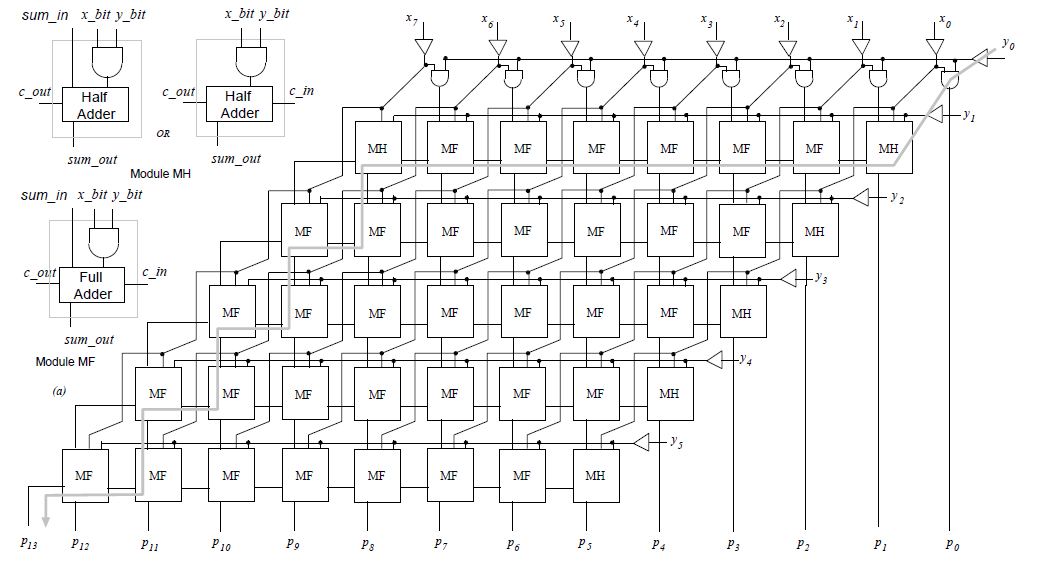 sum_in x_bit y_bit
x_bit y_bit
c_out
Half
Adder
sum_out
OR
c_out
Half
Adder
c_in
sum_out
Module MH
sum_in x_bit y_bit
c_out
Full
Adder
c_in
sum_out
Module MF
(a)
x7 x6 x5 x4 x3 x2 x1 x0
y0
y1
MH MF MF MF MF MF MF MH
y2
MF MF MF MF MF MF MF MH
y3
MF MF MF MF MF MF MF MH
y4
MF MF MF MF MF MF MF MH
y5
MF MF MF MF MF MF MF MH
p13 p12 p11 p10 p9 p8 p7 p6 p5 p4 p3 p2 p1 p0